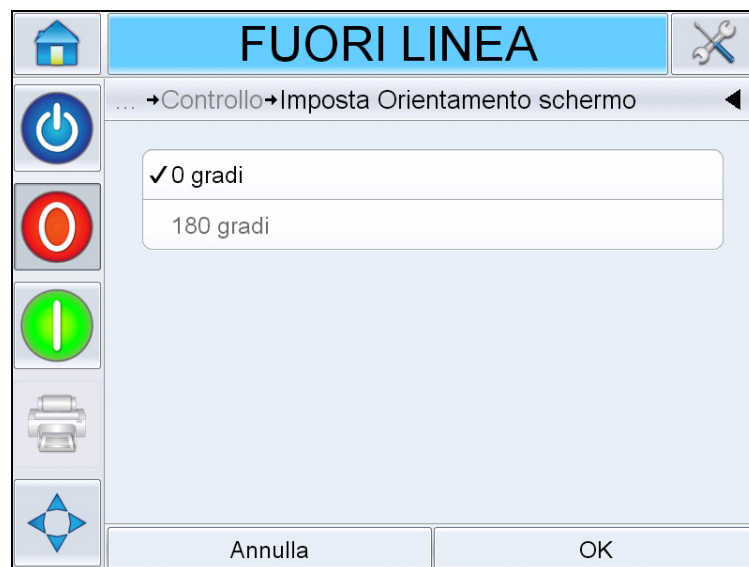 FUORI LINEA
... →Controllo→Imposta Orientamento schermo
✓0 gradi
180 gradi
Annulla
OK